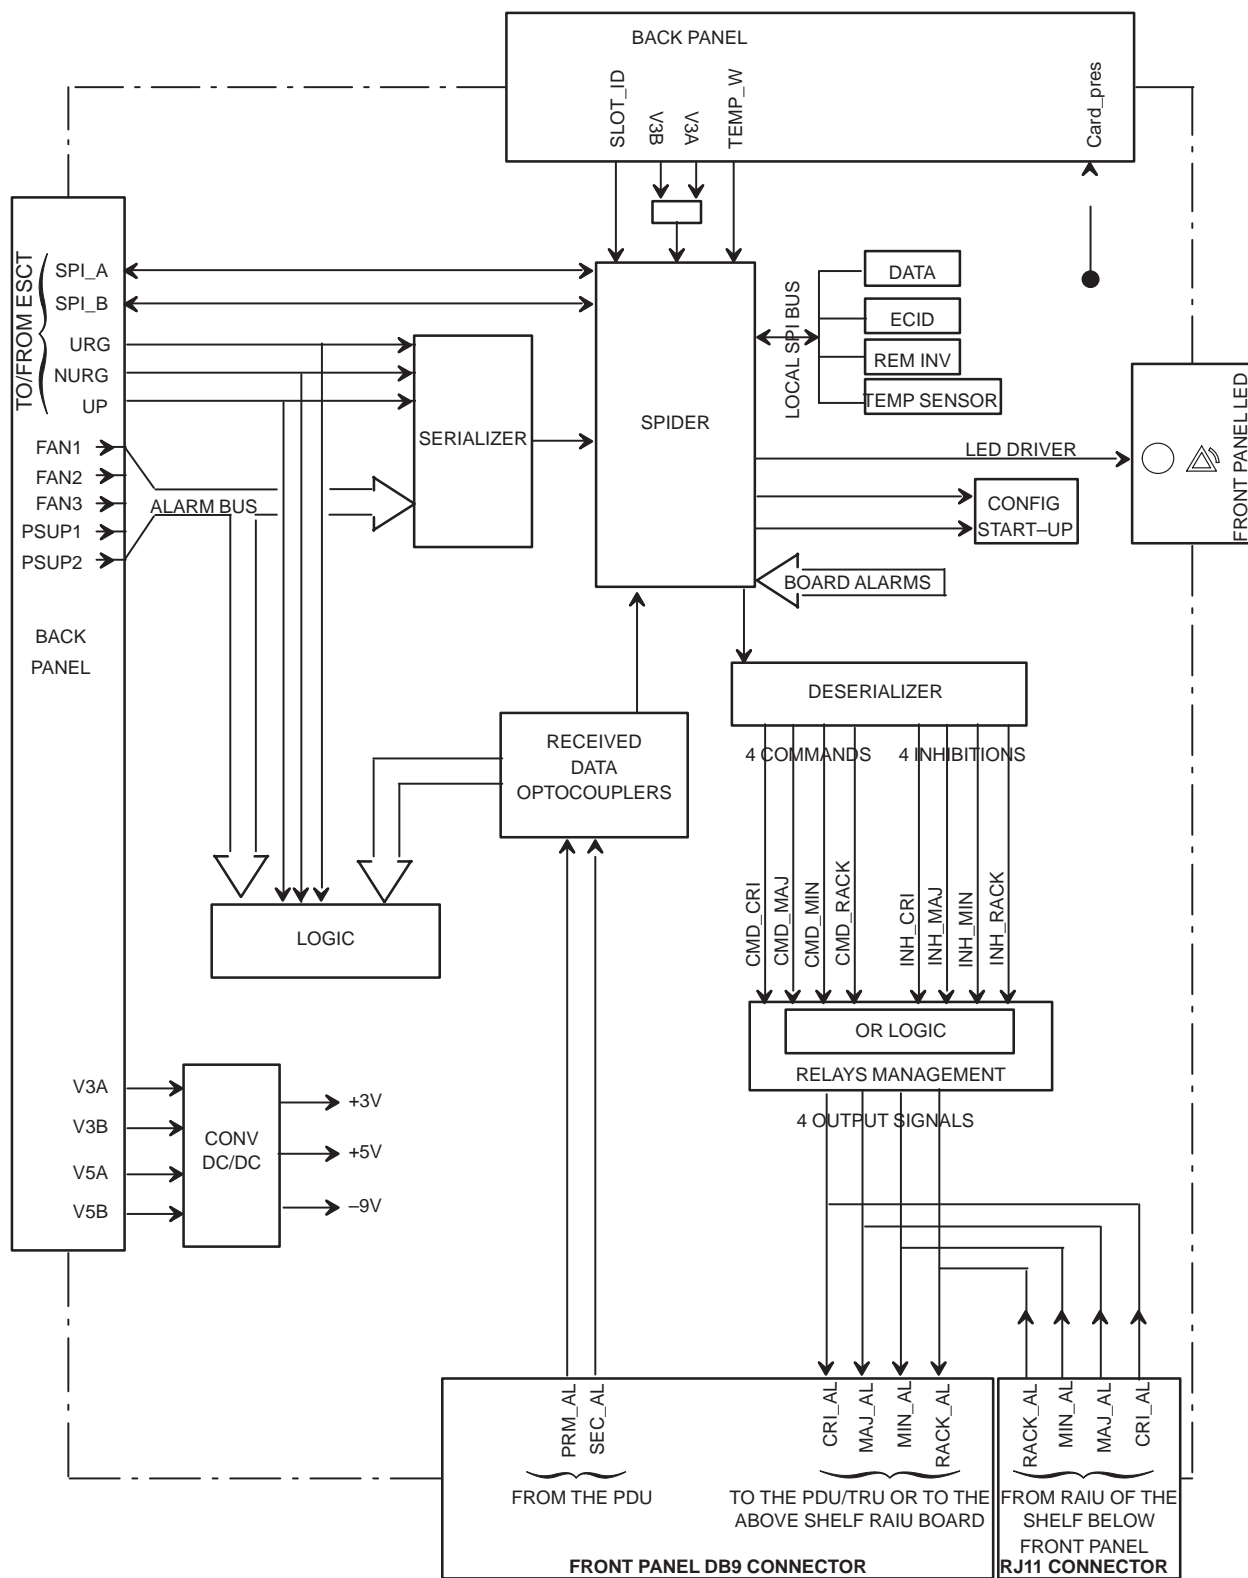 BACK PANEL
SLOT_ID
V3B
V3A
TEMP_W
Card_pres
TO/FROM ESCT
SPI_A
SPI_B
URG
NURG
UP
FAN1
FAN2
FAN3
PSUP1
PSUP2
ALARM BUS
BACK
PANEL
SERIALIZER
SPIDER
LOCAL SPI BUS
DATA
ECID
REM INV
TEMP SENSOR
LED DRIVER
FRONT PANEL LED
CONFIG
START–UP
BOARD ALARMS
DESERIALIZER
4 COMMANDS
4 INHIBITIONS
RECEIVED
DATA
OPTOCOUPLERS
CMD_CRI
CMD_MAJ
CMD_MIN
CMD_RACK
INH_CRI
INH_MAJ
INH_MIN
INH_RACK
LOGIC
OR LOGIC
RELAYS MANAGEMENT
4 OUTPUT SIGNALS
V3A
V3B
V5A
V5B
CONV
DC/DC
+3V
+5V
–9V
PRM_AL
SEC_AL
CRI_AL
MAJ_AL
MIN_AL
RACK_AL
RACK_AL
MIN_AL
MAJ_AL
CRI_AL
FROM THE PDU
TO THE PDU/TRU OR TO THE
ABOVE SHELF RAIU BOARD
FROM RAIU OF THE
SHELF BELOW
FRONT PANEL
FRONT PANEL DB9 CONNECTOR
RJ11 CONNECTOR